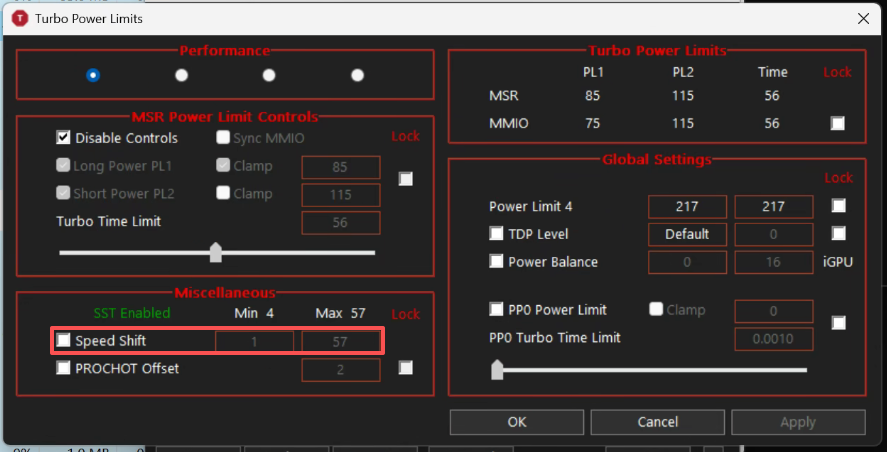 Turbo Power Limits
Performance
MSR Power Limit Controls
Lock
Disable Controls
Sync MMIO
Long Power PL1
Clamp
85
Short Power PL2
Clamp
115
Turbo Time Limit
56
Miscellaneous
SST Enabled
Min 4
Max 57
Lock
Speed Shift
1
57
PROCHOT Offset
2
Turbo Power Limits
PL1 PL2 Time Lock
MSR 85 115 56
MMIO 75 115 56
Global Settings
Lock
Power Limit 4 217 217
TDP Level Default 0
Power Balance 0 16 iGPU
PP0 Power Limit Clamp 0
PP0 Turbo Time Limit 0.0010
OK Cancel Apply